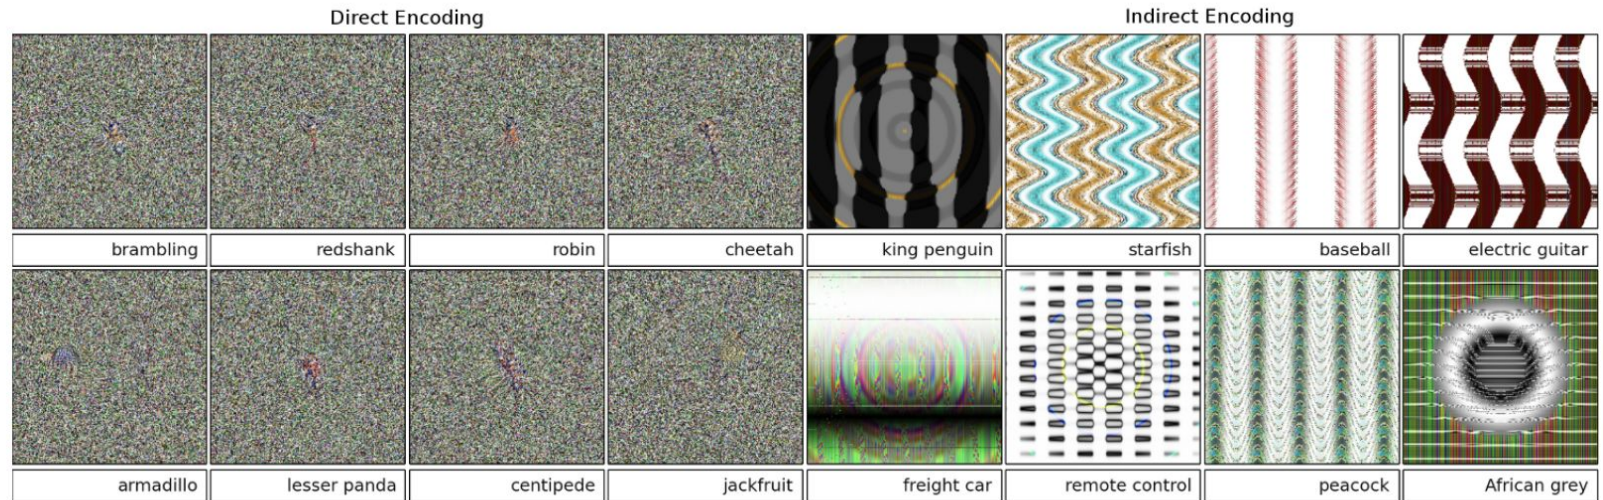 Direct Encoding
Indirect Encoding
brambling
redshank
robin
cheetah
king penguin
starfish
baseball
electric guitar
armadillo
lesser panda
centipede
jackfruit
freight car
remote control
peacock
African grey